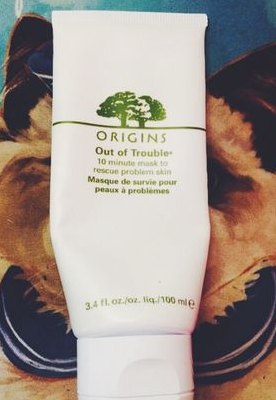 ORIGINS
Out of Trouble®
10 minute mask to
rescue problem skin
Masque de survie pour
peaux à problèmes
3.4 fl.oz./oz. liq./100 ml ℮